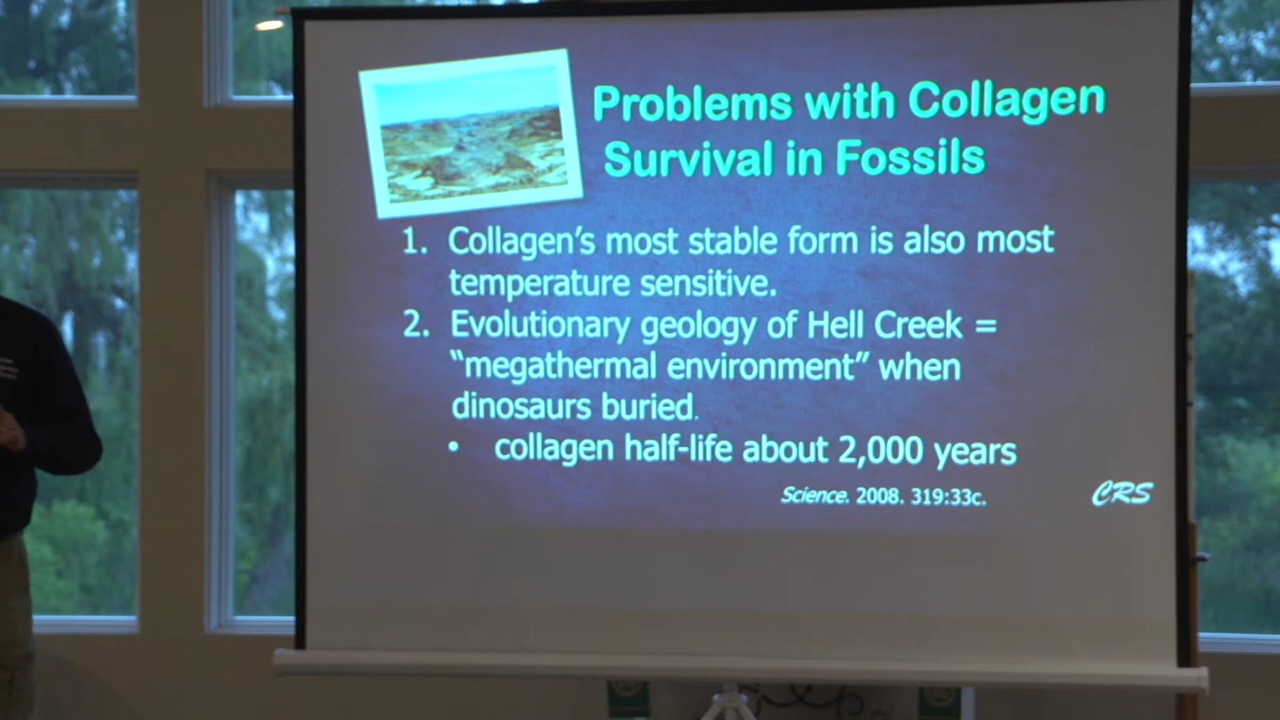 Problems with Collagen
Survival in Fossils
1. Collagen's most stable form is also most
temperature sensitive.
2. Evolutionary geology of Hell Creek =
"megathermal environment" when
dinosaurs buried.
• collagen half-life about 2,000 years
Science. 2008. 319:33c.
CRS